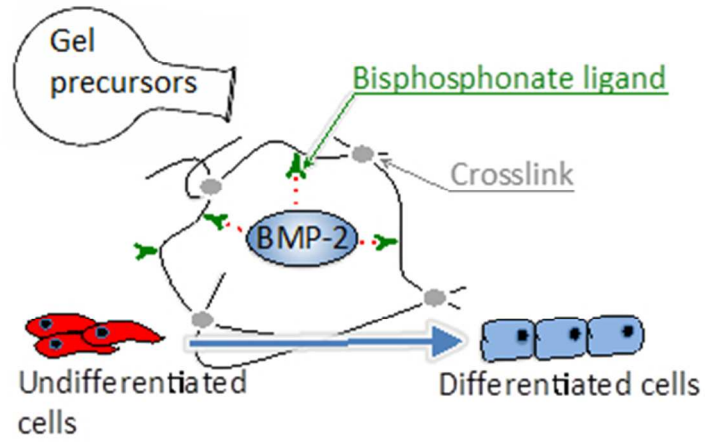 Gel
precursors
Bisphosphonate ligand
Crosslink
BMP-2
Undifferentiated
cells
Differentiated cells